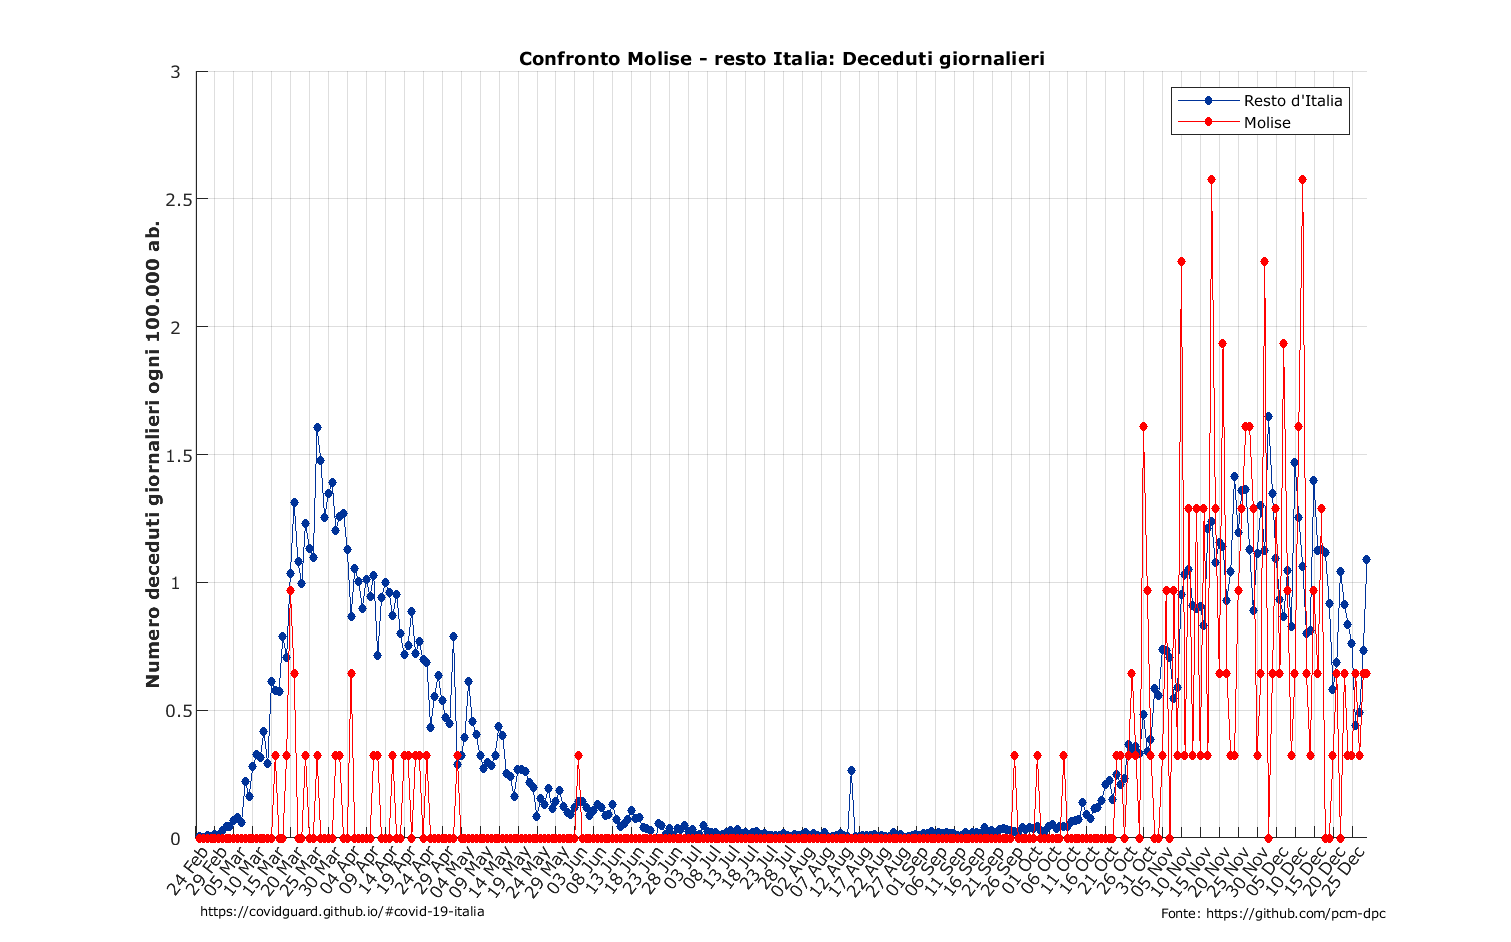 Confronto Molise - resto Italia: Deceduti giornalieri
Resto d'Italia
Molise
Numero deceduti giornalieri ogni 100.000 ab.
3
2.5
2
1.5
1
0.5
0
24 Feb
29 Feb
05 Mar
10 Mar
15 Mar
20 Mar
25 Mar
30 Mar
04 Apr
09 Apr
14 Apr
19 Apr
24 Apr
29 Apr
04 May
09 May
14 May
19 May
24 May
29 May
03 Jun
08 Jun
13 Jun
18 Jun
23 Jun
28 Jun
03 Jul
08 Jul
13 Jul
18 Jul
23 Jul
28 Jul
02 Aug
07 Aug
12 Aug
17 Aug
22 Aug
27 Aug
01 Sep
06 Sep
11 Sep
16 Sep
21 Sep
26 Sep
01 Oct
06 Oct
11 Oct
16 Oct
21 Oct
26 Oct
31 Oct
05 Nov
10 Nov
15 Nov
20 Nov
25 Nov
30 Nov
05 Dec
10 Dec
15 Dec
20 Dec
25 Dec
https://covidguard.github.io/#covid-19-italia
Fonte: https://github.com/pcm-dpc